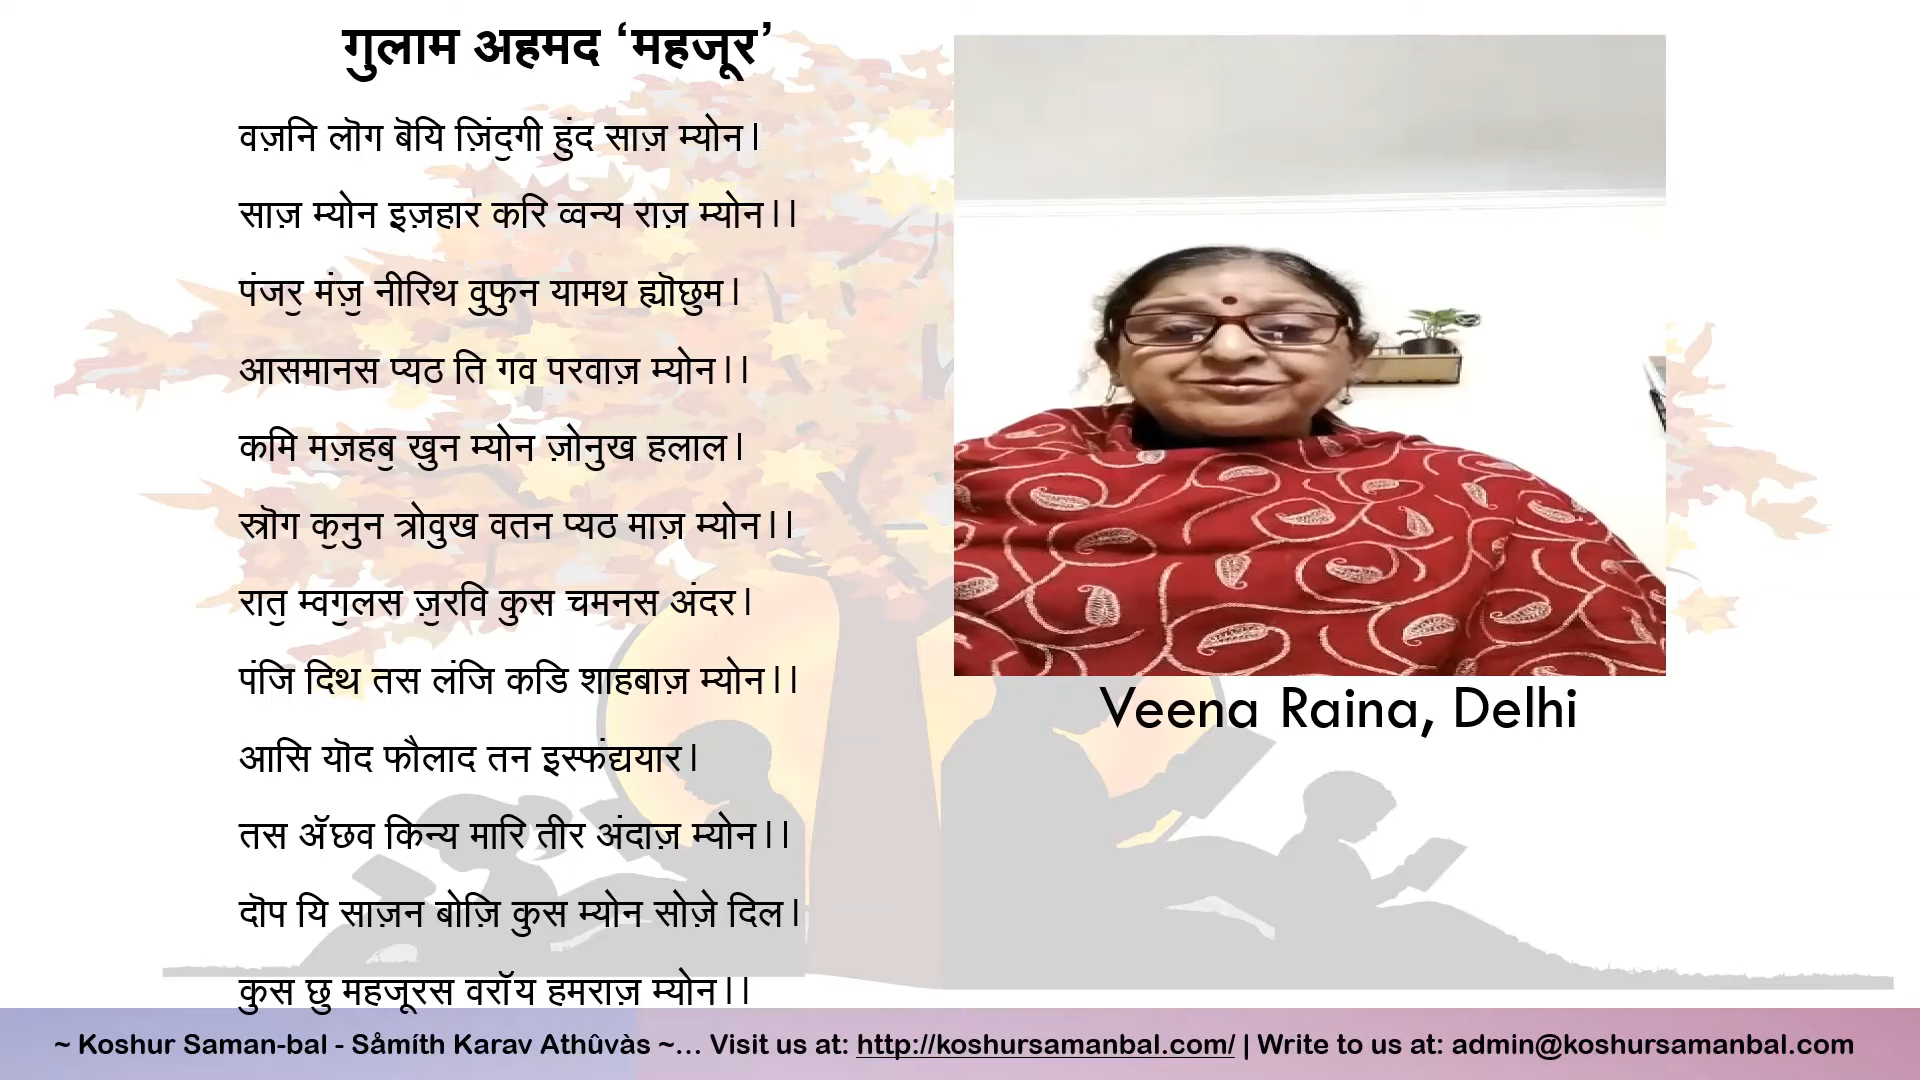 गुलाम अहमद ‘महजूर’
वज़नि लॊग बॆयि ज़िंद॒गी हुंद साज़ म्योन।
साज़ म्योन इज़हार करि व्वन्य राज़ म्योन।।
पंजर॒ मंज़॒ नीरिथ वुफुन यामथ ह्यॊछुम।
आसमानस प्यठ ति गव परवाज़ म्योन।।
कमि मज़हब॒ खुन म्योन ज़ोनुख हलाल।
स्रॊग क॒नुन त्रोवुख वतन प्यठ माज़ म्योन।।
रात॒ म्वग॒लस ज़॒रवि कुस चमनस अंदर।
पंजि दिथ तस लंजि कडि शाहबाज़ म्योन।।
आसि यॊद फौलाद तन इस्फंद्ययार।
तस अ‍ॅछव किन्य मारि तीर अंदाज़ म्योन।।
दॊप यि साज़न बोज़ि कुस म्योन सोज़े दिल।
कुस छु महजूरस वरॉय हमराज़ म्योन।।
Veena Raina, Delhi
~ Koshur Saman-bal - Såmíth Karav Athûvàs ~... Visit us at: http://koshursamanbal.com/ | Write to us at: admin@koshursamanbal.com